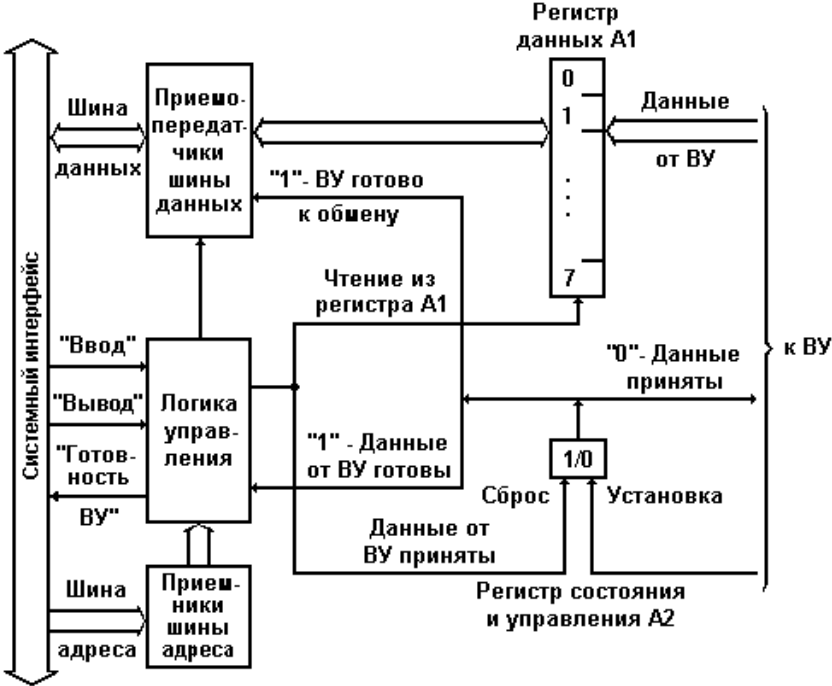 Регистр
данных А1
0
1
7
Шина
данных
Приемо-
передат-
чики
шины
данных
Данные
от ВУ
"1"- ВУ готово
к обмену
Системный интерфейс
Чтение из
регистра А1
"Ввод"
"Вывод"
"Готов-
ность
ВУ"
Логика
управ-
ления
"0"- Данные
приняты
к ВУ
"1" - Данные
от ВУ готовы
1/0
Сброс
Установка
Данные от
ВУ приняты
Шина
адреса
Прием-
ники
шины
адреса
Регистр состояния
и управления А2